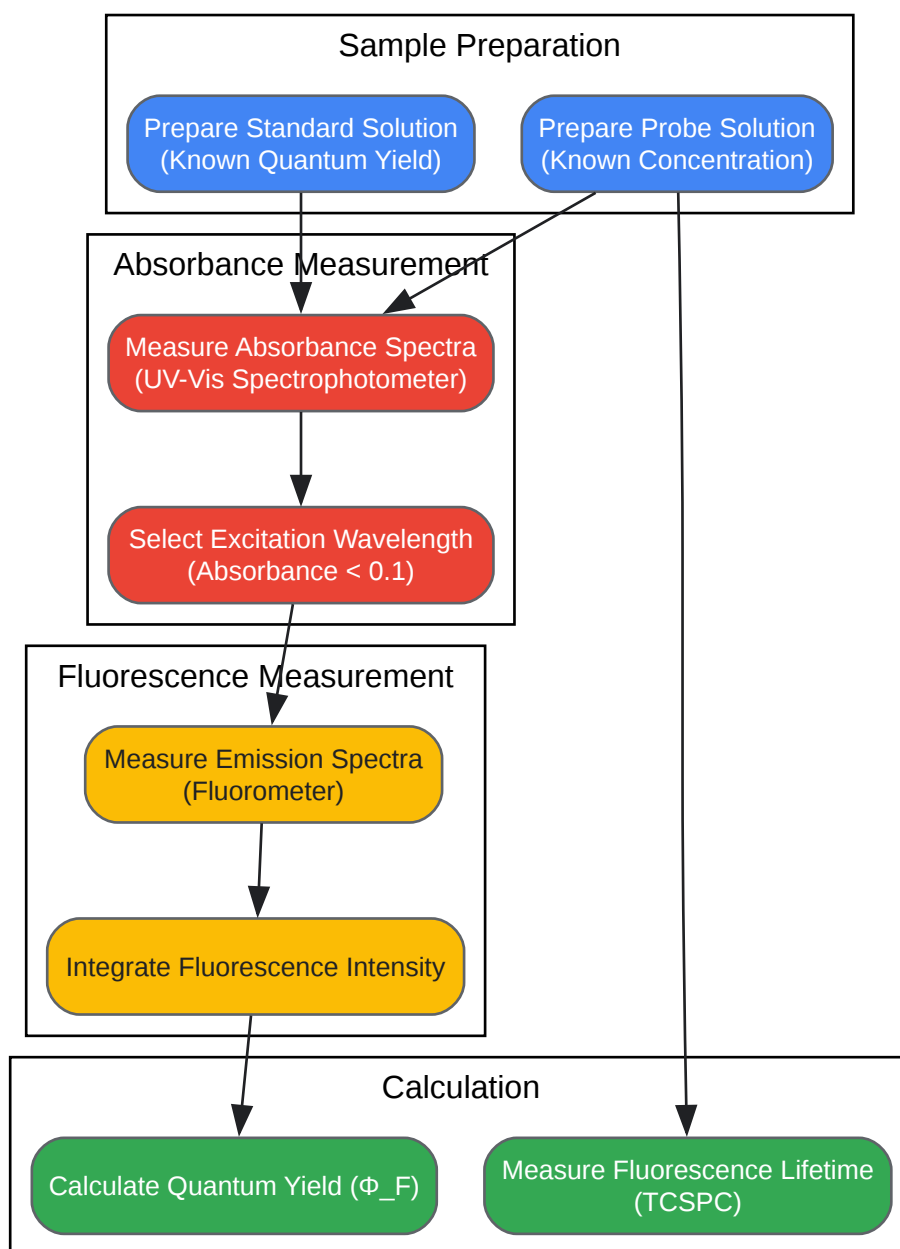 Sample Preparation
Prepare Standard Solution
(Known Quantum Yield)
Prepare Probe Solution
(Known Concentration)
Absorbance Measurement
Measure Absorbance Spectra
(UV-Vis Spectrophotometer)
Select Excitation Wavelength
(Absorbance < 0.1)
Fluorescence Measurement
Measure Emission Spectra
(Fluorometer)
Integrate Fluorescence Intensity
Calculation
Calculate Quantum Yield (Φ_F)
Measure Fluorescence Lifetime
(TCSPC)